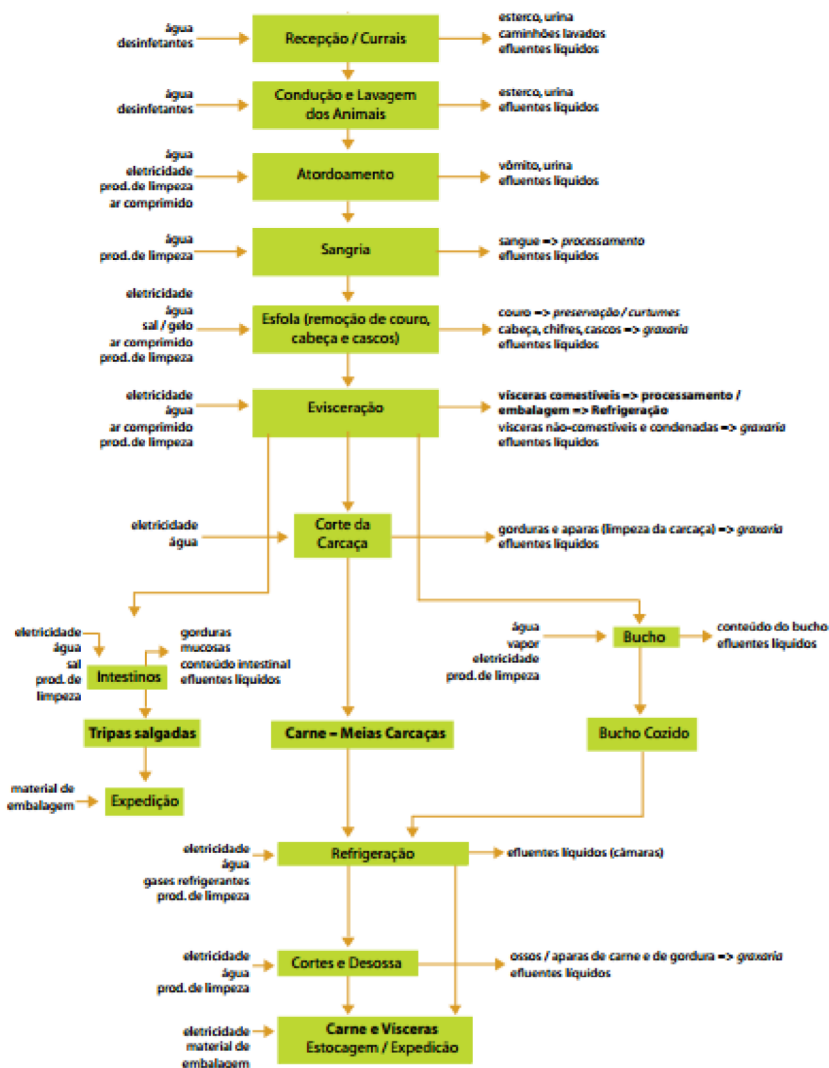 água
desinfetantes
Recepção / Currais
esterco, urina
caminhões lavados
efluentes líquidos
água
desinfetantes
Condução e Lavagem
dos Animais
esterco, urina
efluentes líquidos
água
eletricidade
prod. de limpeza
ar comprimido
Atordoamento
vômito, urina
efluentes líquidos
água
prod. de limpeza
Sangria
sangue => processamento
efluentes líquidos
eletricidade
água
sal / gelo
ar comprimido
prod. de limpeza
Esfola (remoção de couro,
cabeça e cascos)
couro => preservação / curtumes
cabeça, chifres, cascos => graxaria
efluentes líquidos
eletricidade
água
ar comprimido
prod. de limpeza
Evisceração
vísceras comestíveis => processamento /
embalagem => Refrigeração
vísceras não-comestíveis e condenadas => graxaria
efluentes líquidos
eletricidade
água
Corte da
Carcaça
gorduras e aparas (limpeza da carcaça) => graxaria
efluentes líquidos
eletricidade
água
sal
prod. de
limpeza
Intestinos
gorduras
mucosas
conteúdo intestinal
efluentes líquidos
água
vapor
eletricidade
prod. de limpeza
Bucho
conteúdo do bucho
efluentes líquidos
Tripas salgadas
Carne – Meias Carcaças
Bucho Cozido
material de
embalagem
Expedição
eletricidade
água
gases refrigerantes
prod. de limpeza
Refrigeração
efluentes líquidos (câmaras)
eletricidade
água
prod. de limpeza
Cortes e Desossa
ossos / aparas de carne e de gordura => graxaria
efluentes líquidos
eletricidade
material de
embalagem
Carne e Vísceras
Estocagem / Expedicão